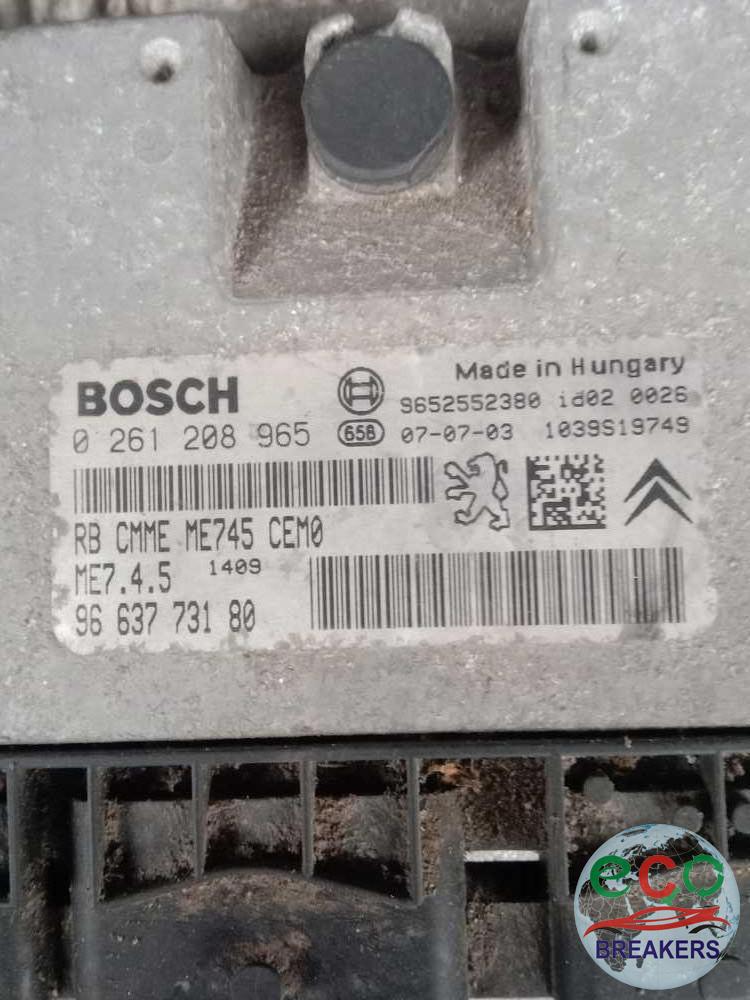 Made in Hungary
BOSCH
9652552380 id02 0026
0 261 208 965
658
07-07-03 1039S19749
RB CMME ME745 CEM0
ME7.4.5 1409
96 637 731 80
eco
BREAKERS